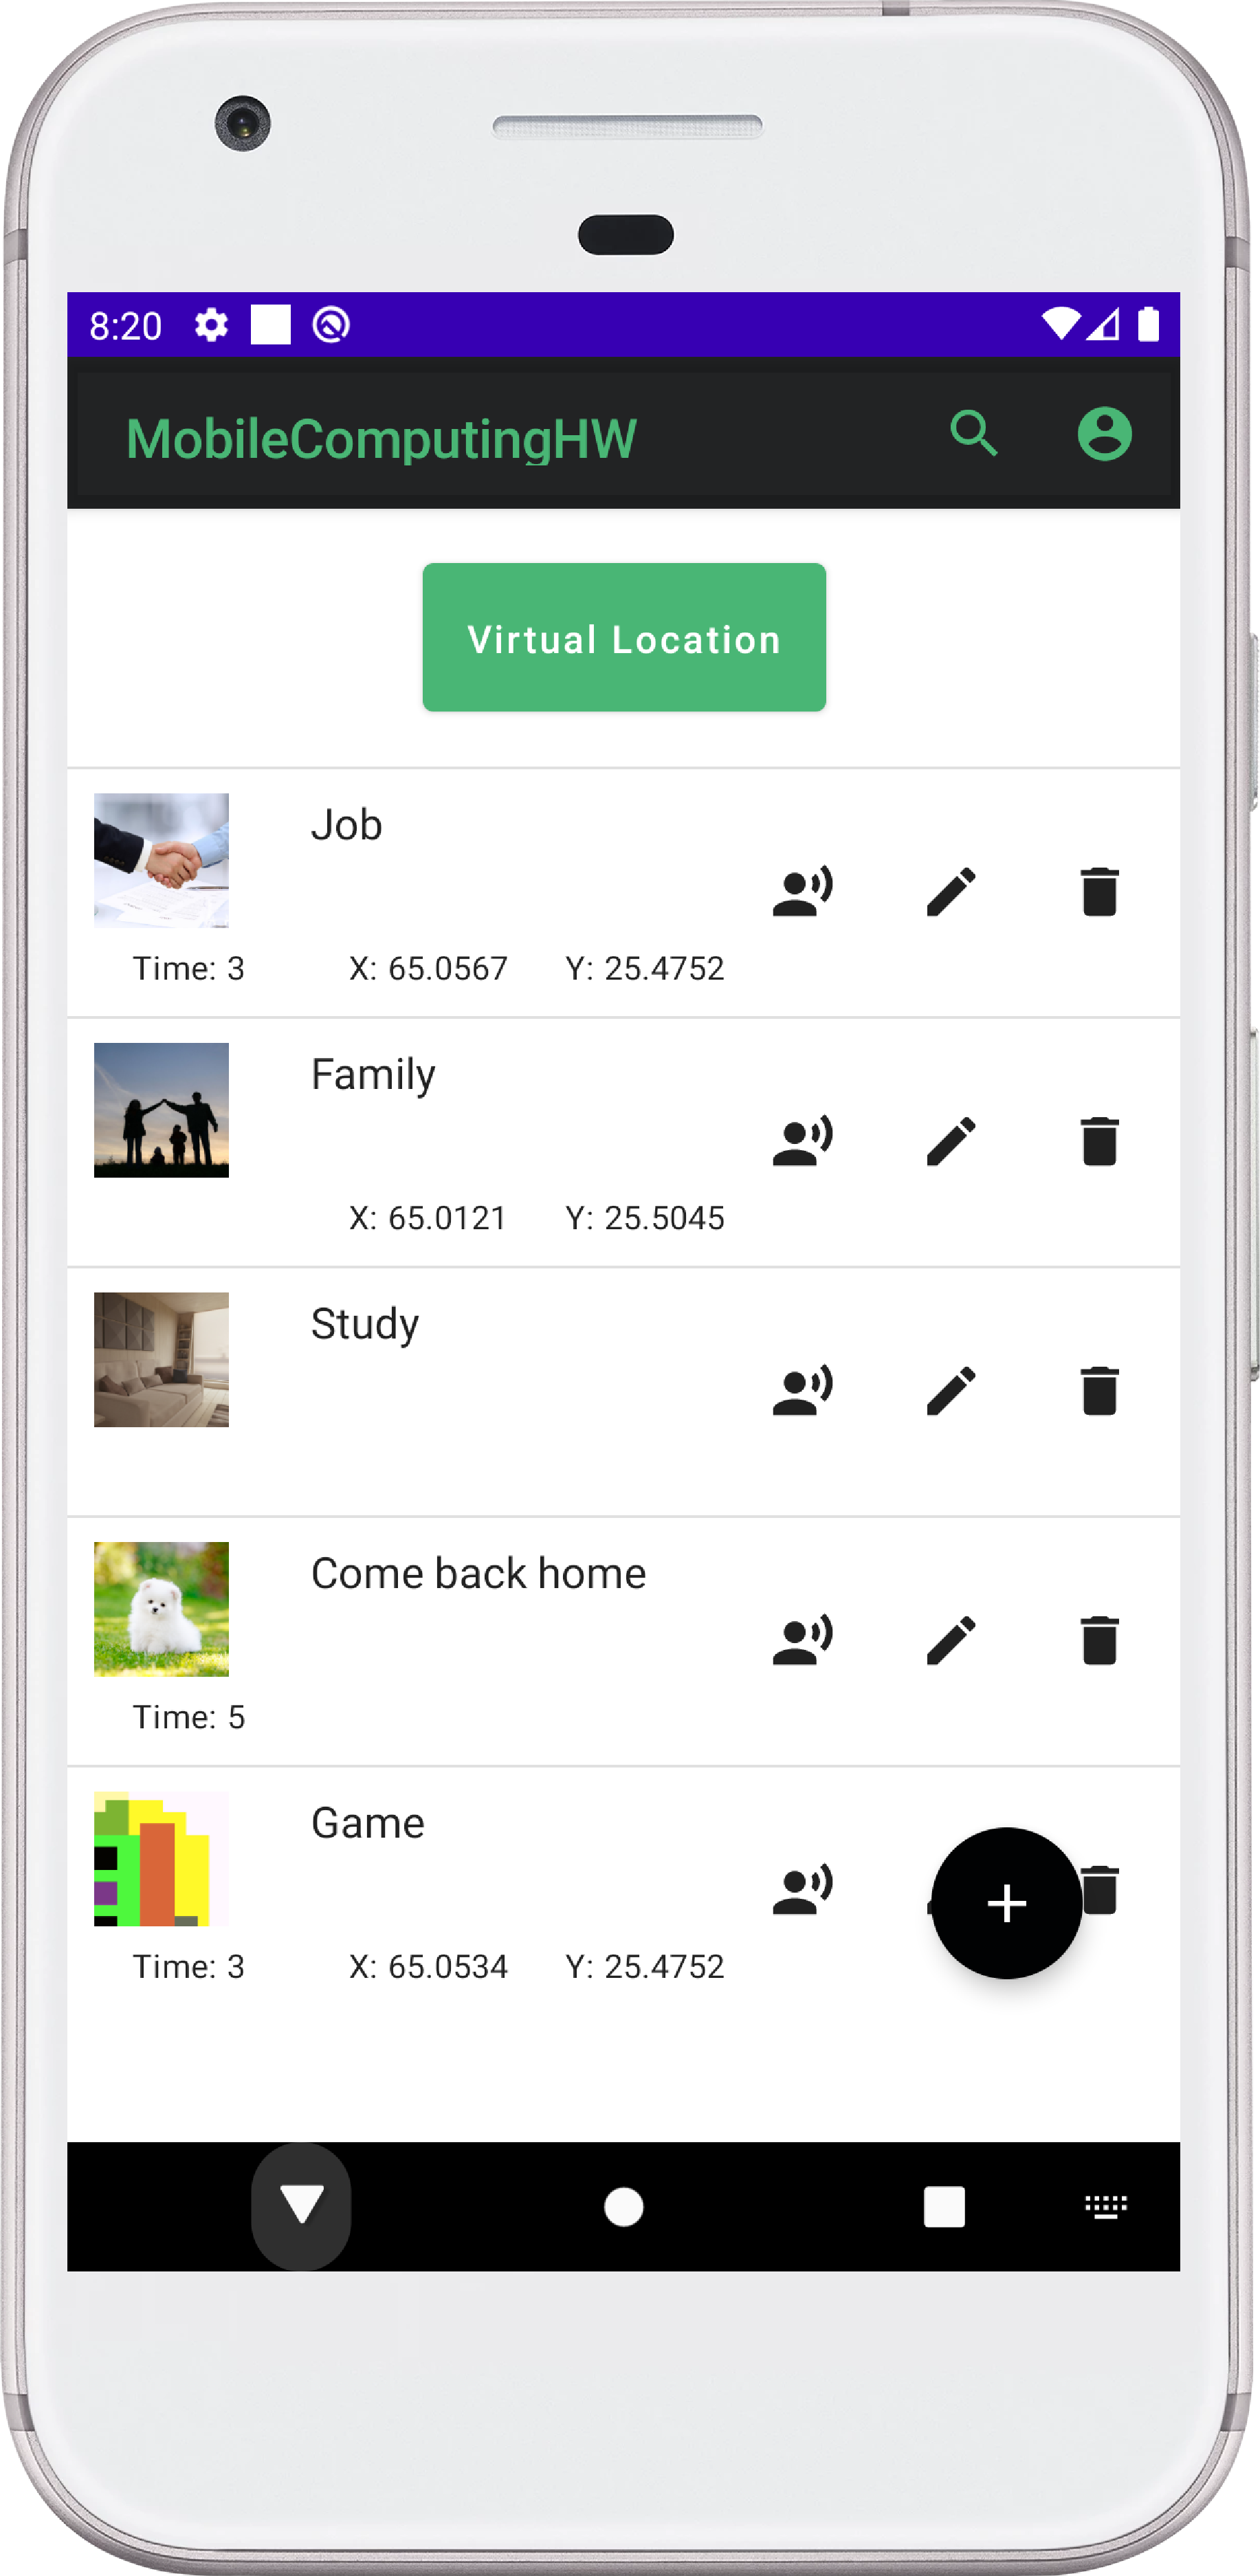 8:20
MobileComputingHW
Virtual Location
Job
Time: 3 X: 65.0567 Y: 25.4752
Family
X: 65.0121 Y: 25.5045
Study
Come back home
Time: 5
Game
Time: 3 X: 65.0534 Y: 25.4752